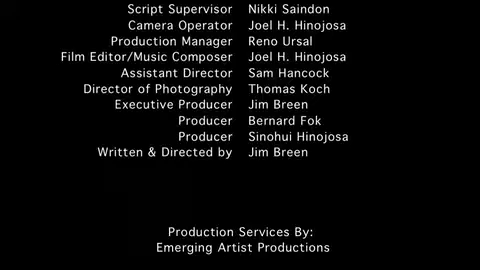 Script Supervisor Nikki Saindon
Camera Operator Joel H. Hinojosa
Production Manager Reno Ursal
Film Editor/Music Composer Joel H. Hinojosa
Assistant Director Sam Hancock
Director of Photography Thomas Koch
Executive Producer Jim Breen
Producer Bernard Fok
Producer Sinohui Hinojosa
Written & Directed by Jim Breen
Production Services By:
Emerging Artist Productions